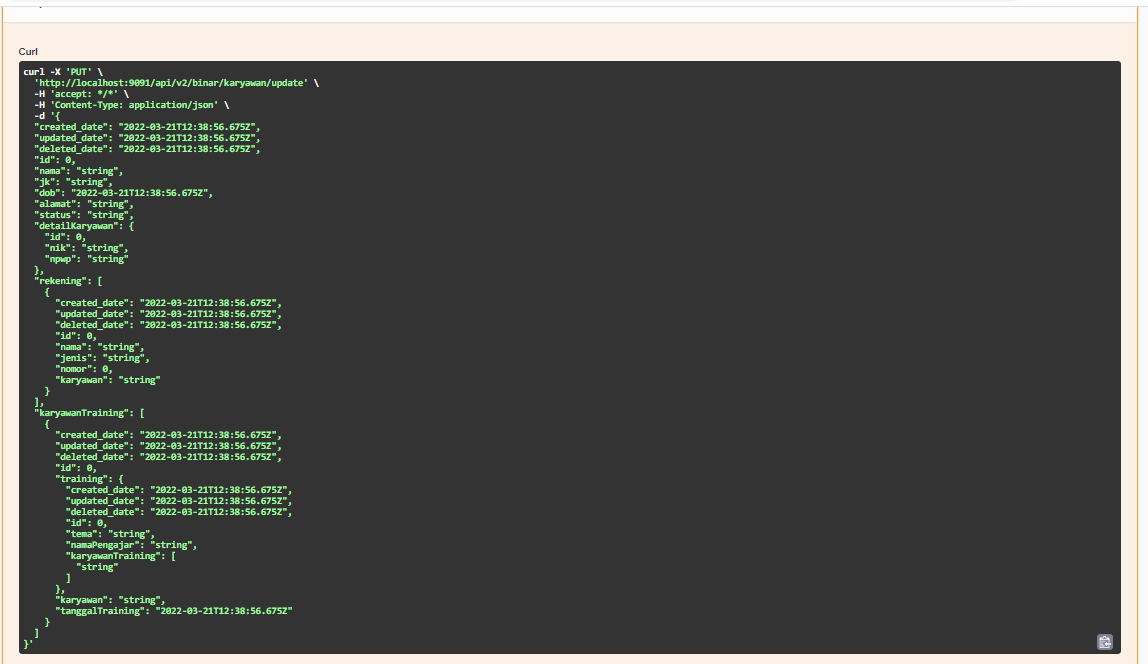 Curl
curl -X 'PUT' \
'http://localhost:9091/api/v2/binar/karyawan/update' \
-H 'accept: */*' \
-H 'Content-Type: application/json' \
-d '{
"created_date": "2022-03-21T12:38:56.675Z",
"updated_date": "2022-03-21T12:38:56.675Z",
"deleted_date": "2022-03-21T12:38:56.675Z",
"id": 0,
"nama": "string",
"jk": "string",
"dob": "2022-03-21T12:38:56.675Z",
"alamat": "string",
"status": "string",
"detailKaryawan": {
"id": 0,
"nik": "string",
"npwp": "string"
},
"rekening": [
{
"created_date": "2022-03-21T12:38:56.675Z",
"updated_date": "2022-03-21T12:38:56.675Z",
"deleted_date": "2022-03-21T12:38:56.675Z",
"id": 0,
"nama": "string",
"jenis": "string",
"nomor": 0,
"karyawan": "string"
}
],
"karyawanTraining": [
{
"created_date": "2022-03-21T12:38:56.675Z",
"updated_date": "2022-03-21T12:38:56.675Z",
"deleted_date": "2022-03-21T12:38:56.675Z",
"id": 0,
"training": {
"created_date": "2022-03-21T12:38:56.675Z",
"updated_date": "2022-03-21T12:38:56.675Z",
"deleted_date": "2022-03-21T12:38:56.675Z",
"id": 0,
"tema": "string",
"namaPengajar": "string",
"karyawanTraining": [
"string"
]
},
"karyawan": "string",
"tanggalTraining": "2022-03-21T12:38:56.675Z"
}
]
}'